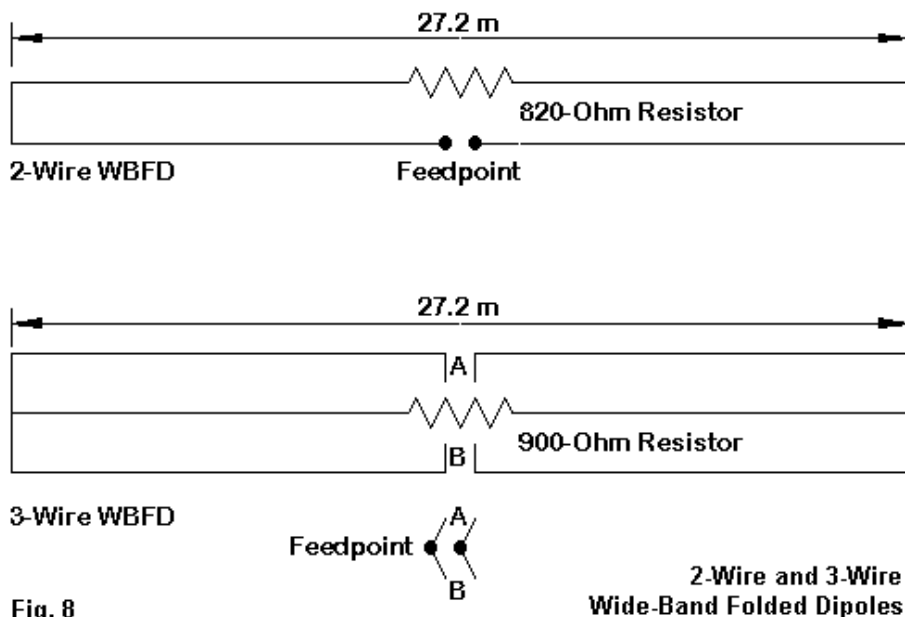 27.2 m
820-Ohm Resistor
2-Wire WBFD
Feedpoint
27.2 m
A
900-Ohm Resistor
B
3-Wire WBFD
A
Feedpoint
B
2-Wire and 3-Wire
Wide-Band Folded Dipoles
Fig. 8